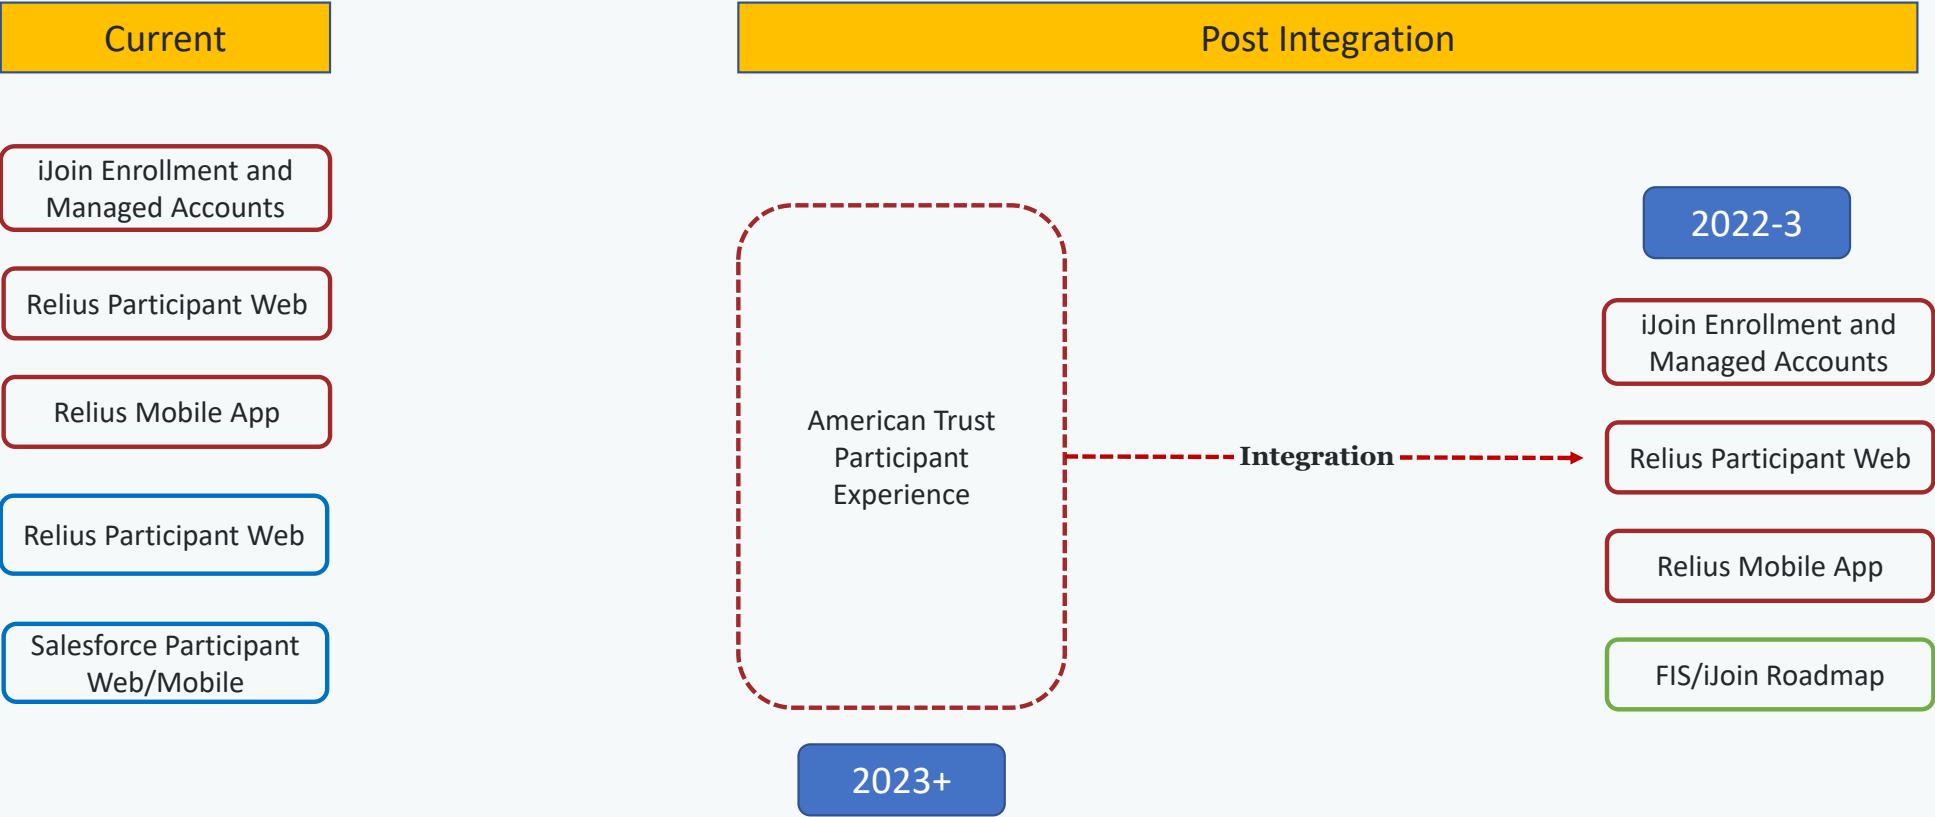 Current
Post Integration
iJoin Enrollment and
Managed Accounts
Relius Participant Web
Relius Mobile App
Relius Participant Web
Salesforce Participant
Web/Mobile
American Trust
Participant
Experience
2023+
Integration
2022-3
iJoin Enrollment and
Managed Accounts
Relius Participant Web
Relius Mobile App
FIS/iJoin Roadmap